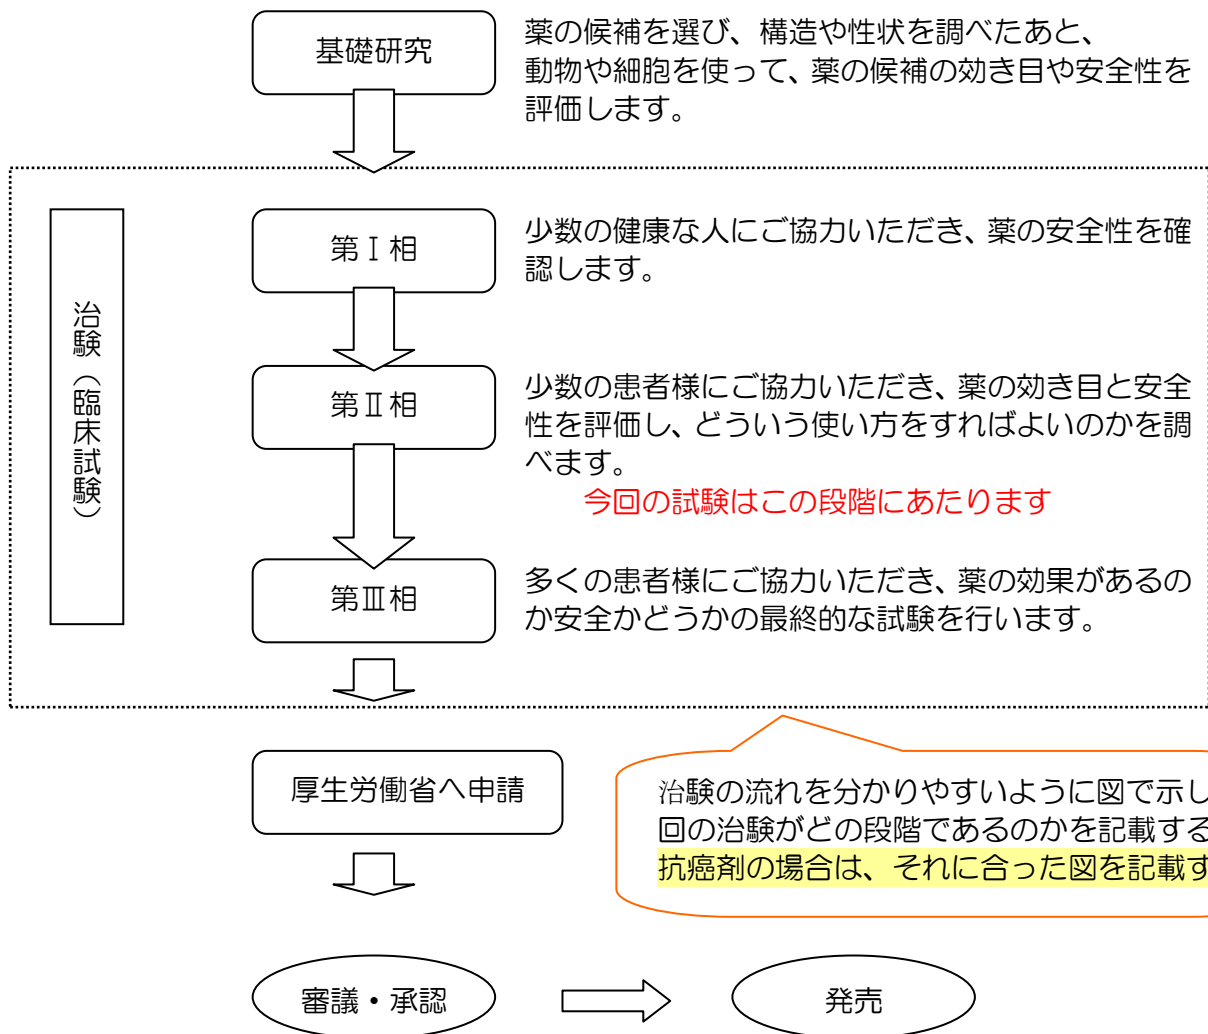 基礎研究
薬の候補を選び、構造や性状を調べたあと、
動物や細胞を使って、薬の候補の効き目や安全性を
評価します。
治験（臨床試験）
第Ⅰ相
少数の健康な人にご協力いただき、薬の安全性を確
認します。
第Ⅱ相
少数の患者様にご協力いただき、薬の効き目と安全
性を評価し、どういう使い方をすればよいのかを調
べます。
今回の試験はこの段階にあたります
第Ⅲ相
多くの患者様にご協力いただき、薬の効果があるの
か安全かどうかの最終的な試験を行います。
厚生労働省へ申請
治験の流れを分かりやすいように図で示し
回の治験がどの段階であるのかを記載する
抗癌剤の場合は、それに合った図を記載す
審議・承認
発売